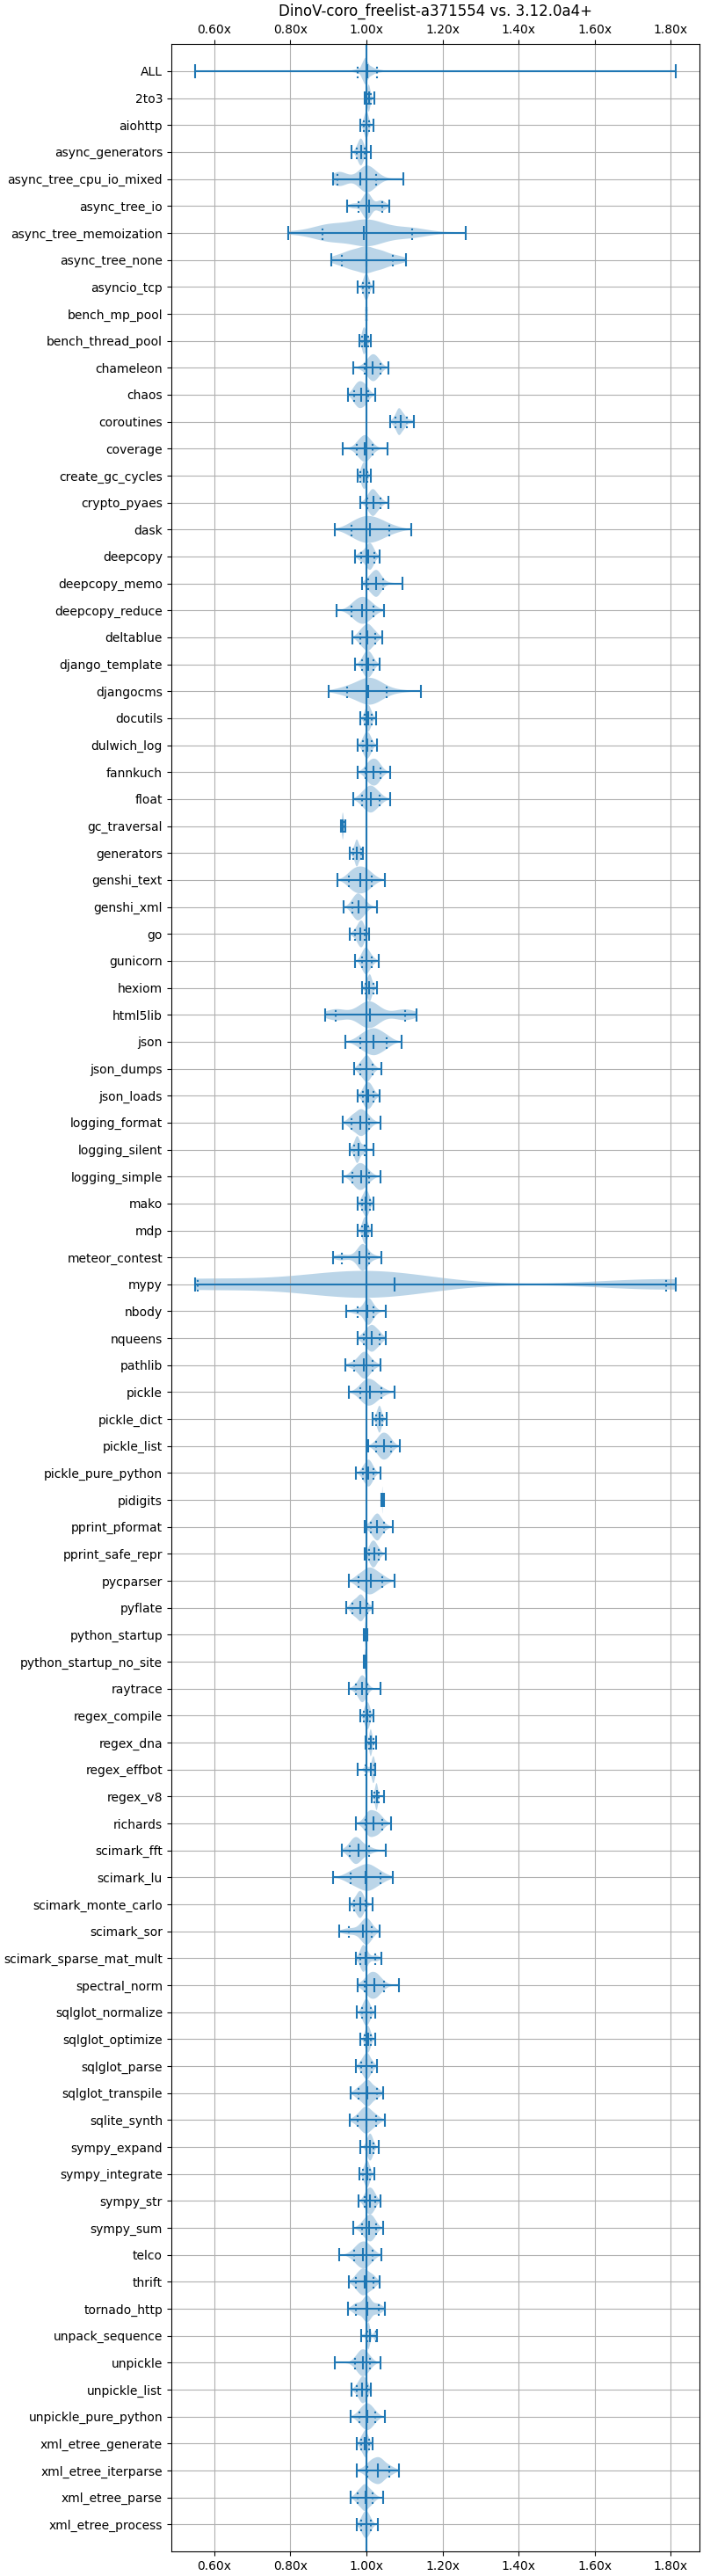 DinoV-coro_freelist-a371554 vs. 3.12.0a4+
0.60x 0.80x 1.00x 1.20x 1.40x 1.60x 1.80x
ALL
2to3
aiohttp
async_generators
async_tree_cpu_io_mixed
async_tree_io
async_tree_memoization
async_tree_none
asyncio_tcp
bench_mp_pool
bench_thread_pool
chameleon
chaos
coroutines
coverage
create_gc_cycles
crypto_pyaes
dask
deepcopy
deepcopy_memo
deepcopy_reduce
deltablue
django_template
djangocms
docutils
dulwich_log
fannkuch
float
gc_traversal
generators
genshi_text
genshi_xml
go
gunicorn
hexiom
html5lib
json
json_dumps
json_loads
logging_format
logging_silent
logging_simple
mako
mdp
meteor_contest
mypy
nbody
nqueens
pathlib
pickle
pickle_dict
pickle_list
pickle_pure_python
pidigits
pprint_pformat
pprint_safe_repr
pycparser
pyflate
python_startup
python_startup_no_site
raytrace
regex_compile
regex_dna
regex_effbot
regex_v8
richards
scimark_fft
scimark_lu
scimark_monte_carlo
scimark_sor
scimark_sparse_mat_mult
spectral_norm
sqlglot_normalize
sqlglot_optimize
sqlglot_parse
sqlglot_transpile
sqlite_synth
sympy_expand
sympy_integrate
sympy_str
sympy_sum
telco
thrift
tornado_http
unpack_sequence
unpickle
unpickle_list
unpickle_pure_python
xml_etree_generate
xml_etree_iterparse
xml_etree_parse
xml_etree_process
0.60x 0.80x 1.00x 1.20x 1.40x 1.60x 1.80x